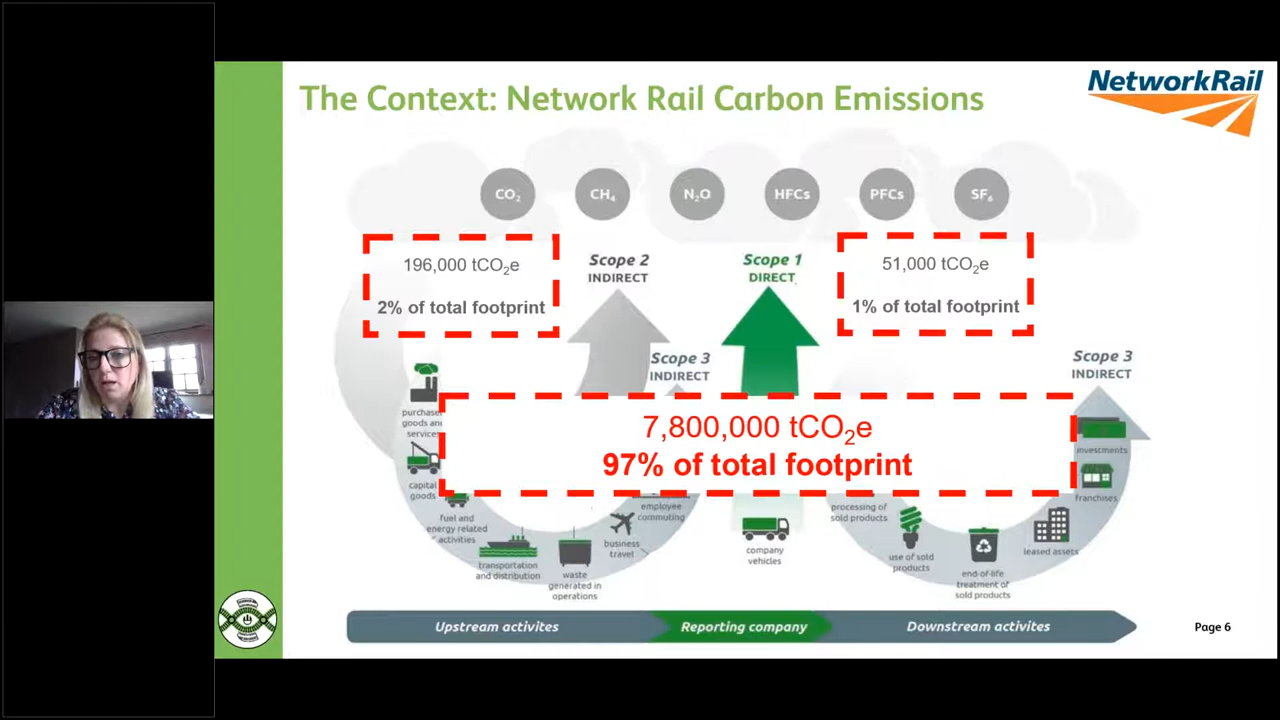 The Context: Network Rail Carbon Emissions
NetworkRail
CO2
CH4
N2O
HFCs
PFCs
SF6
196,000 tCO2e
2% of total footprint
Scope 2
INDIRECT
Scope 1
DIRECT
51,000 tCO2e
1% of total footprint
Scope 3
INDIRECT
Scope 3
INDIRECT
7,800,000 tCO2e
97% of total footprint
goods and
services
capital
goods
fuel and
energy related
activities
transportation
and distribution
waste
generated in
operations
business
travel
employee
commuting
company
vehicles
processing of
sold products
use of sold
products
end-of-life
treatment of
sold products
leased assets
franchises
investments
Upstream activites
Reporting company
Downstream activites
Page 6